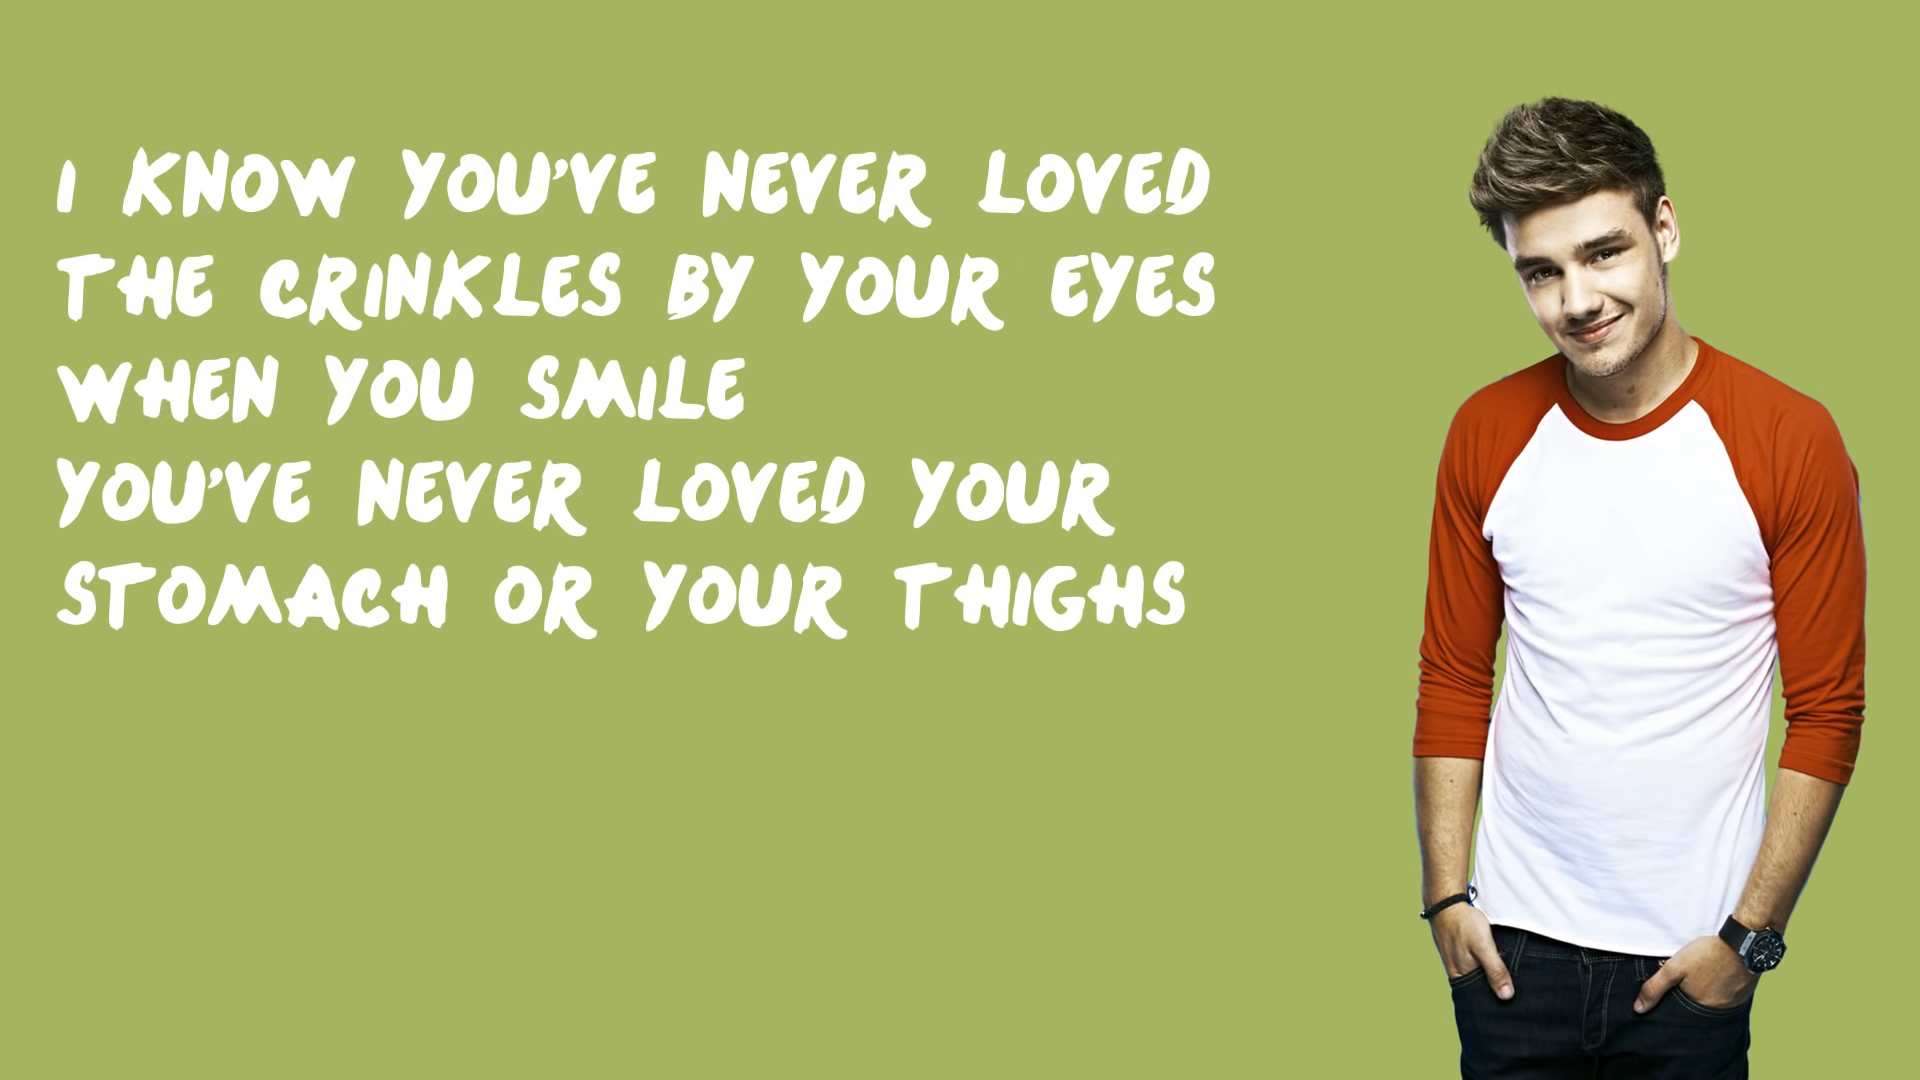 I KNOW YOU'VE NEVER LOVED
THE CRINKLES BY YOUR EYES
WHEN YOU SMILE
YOU'VE NEVER LOVED YOUR
STOMACH OR YOUR THIGHS